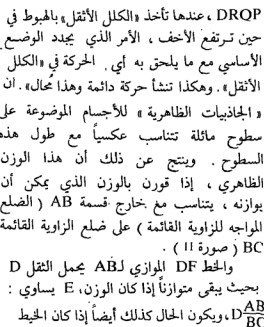 DRQP ، عندها تأخذ «الكلل الأثقل» بالهبوط في
حين ترتفع الأخف ، الأمر الذي يجدد الوضع
الأساسي مع ما يلحق به أي الحركة في «الكلل
الأثقل» . وهكذا تنشأ حركة دائمة وهذا محال» . ان
« الجاذبيات الظاهرية » للأجسام الموضوعة على
سطوح مائلة تتناسب عكسياً مع طول هذه
السطوح . وينتج عن ذلك أن هذا الوزن
الظاهري ، إذا قورن بالوزن الذي يمكن أن
يوازنه ، يتناسب مع خارج قسمة AB ( الضلع
المواجه للزاوية القائمة ) على ضلع الزاوية القائمة
BC ( صورة 11 ) .
والخط DF الموازي لـAB يحمل الثقل D
بحيث يبقى متوازناً إذا كان الوزن، E يساوي :
D AB/BC ، ويكون الحال كذلك أيضاً إذا كان الخيط